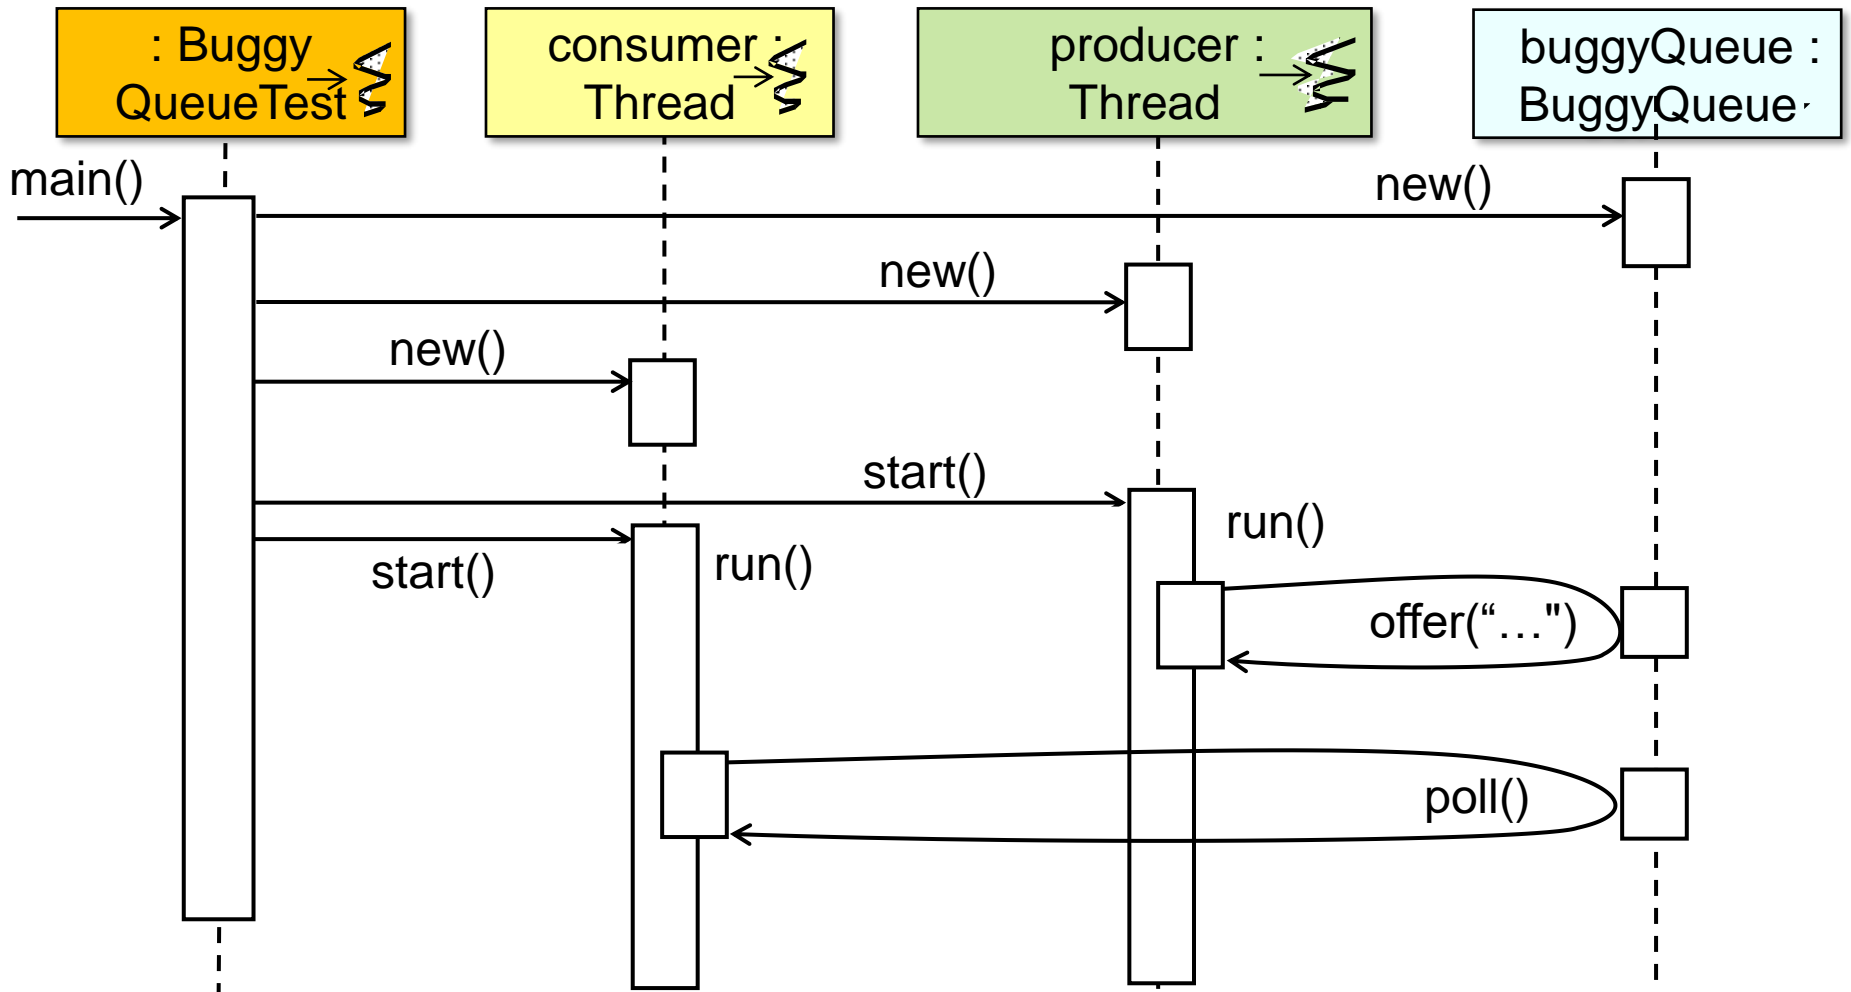 : Buggy
QueueTest
consumer :
Thread
producer :
Thread
buggyQueue :
BuggyQueue
main()
new()
new()
new()
start()
start()
run()
run()
offer(“…")
poll()